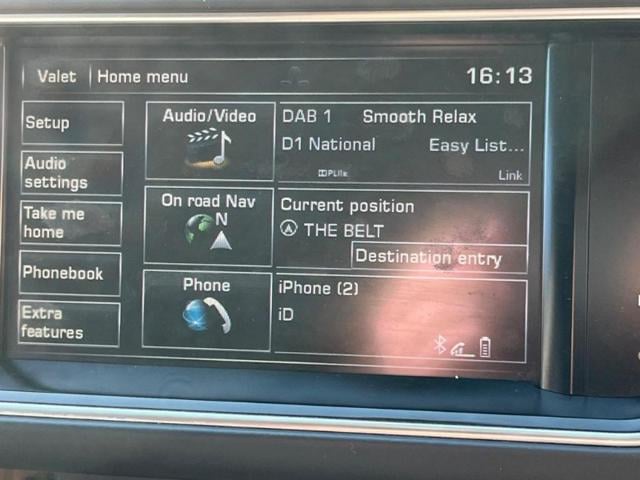 Valet
Home menu
16:13
Setup
Audio
settings
Take me
home
Phonebook
Extra
features
Audio/Video
DAB 1 Smooth Relax
D1 National Easy List...
PLIIx
Link
On road Nav
N
Current position
THE BELT
Destination entry
Phone
iPhone (2)
iD